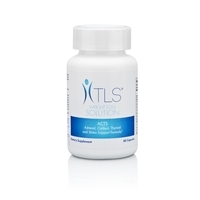 TLS
WEIGHT LOSS
SOLUTION
ACTS
Adrenal, Cortisol, Thyroid
and Stress Support Formula
Dietary Supplement
60 Capsules